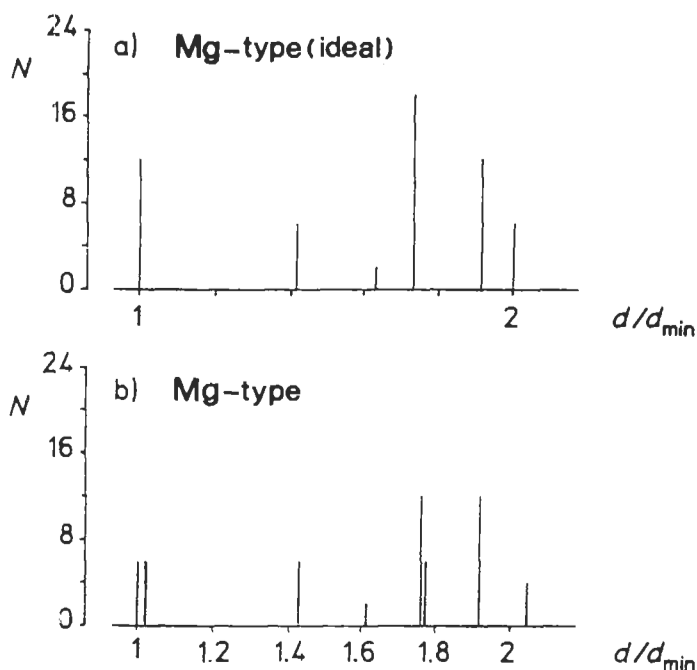 24
a) Mg-type (ideal)
N
16
8
0
1 2 d/dmin
24
b) Mg-type
N
16
8
0
1 1.2 1.4 1.6 1.8 2 d/dmin